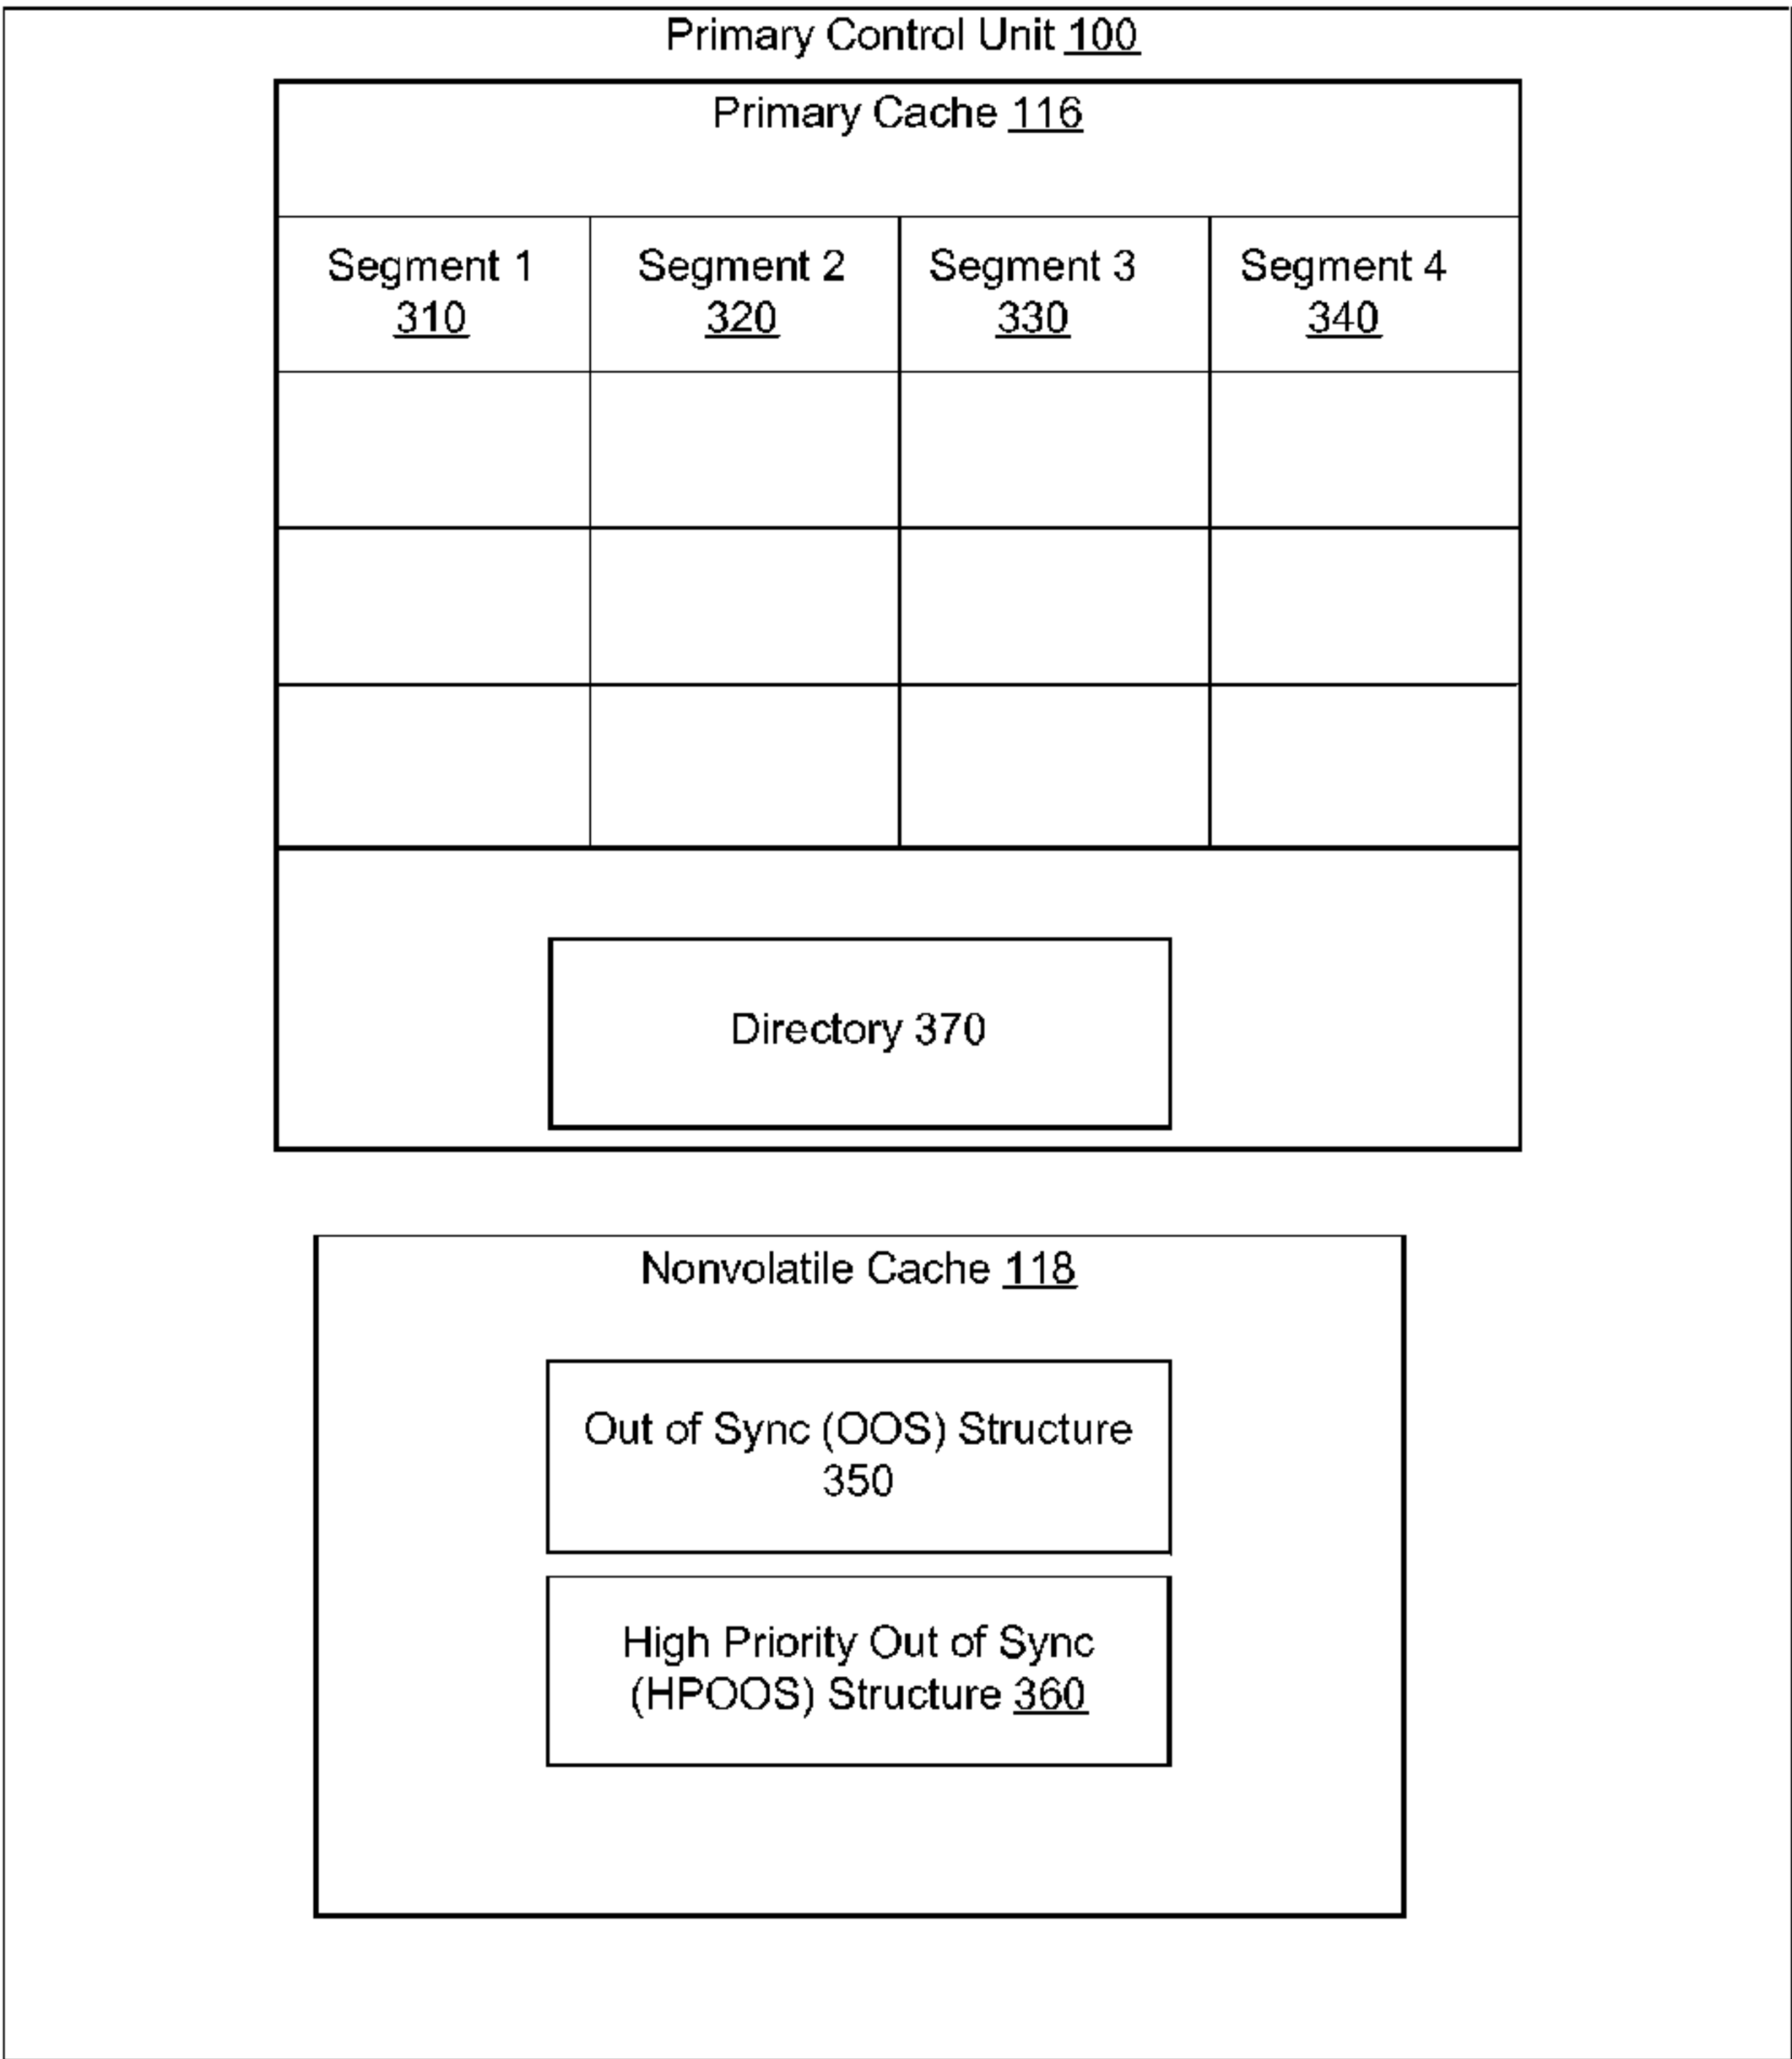 Primary Control Unit 100
Primary Cache 116
Segment 1 Segment 2 Segment 3 Segment 4
310 320 330 340
Directory 370
Nonvolatile Cache 118
Out of Sync (OOS) Structure
350
High Priority Out of Sync
(HPOOS) Structure 360